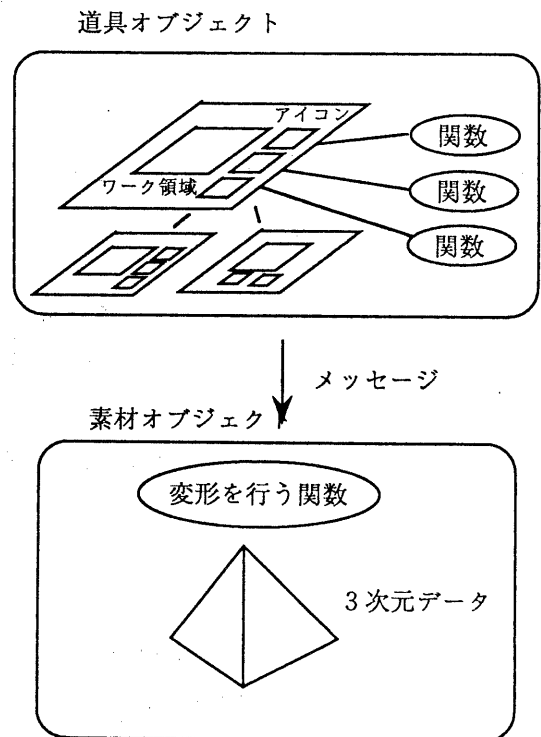 道具オブジェクト
アイコン
関数
ワーク領域
関数
関数
メッセージ
素材オブジェクト
変形を行う関数
3次元データ